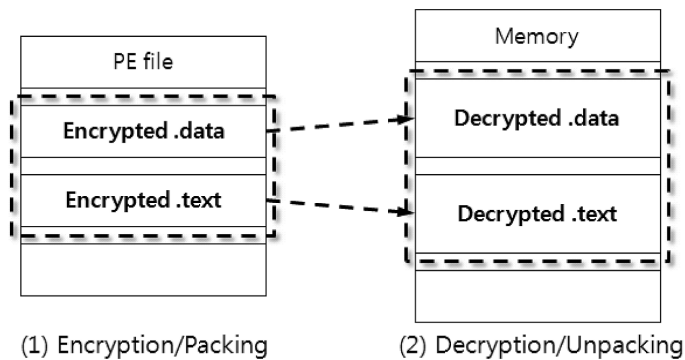 PE file
Encrypted .data
Encrypted .text
(1) Encryption/Packing
Memory
Decrypted .data
Decrypted .text
(2) Decryption/Unpacking